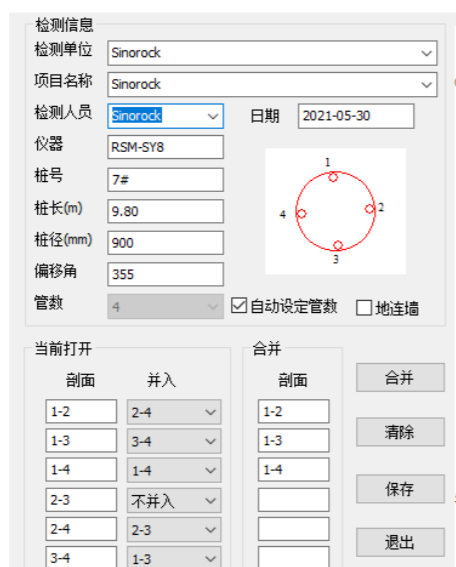 检测信息
检测单位 Sinorock
项目名称 Sinorock
检测人员 Sinorock 日期 2021-05-30
仪器 RSM-SY8
桩号 7#
桩长(m) 9.80
桩径(mm) 900
偏移角 355
管数 4 自动设定管数 地连墙
1
2
4
3
当前打开 合并
剖面 并入 剖面 合并
1-2 2-4 1-2
1-3 3-4 1-3 清除
1-4 1-4 1-4
2-3 不并入 保存
2-4 2-3
3-4 1-3 退出